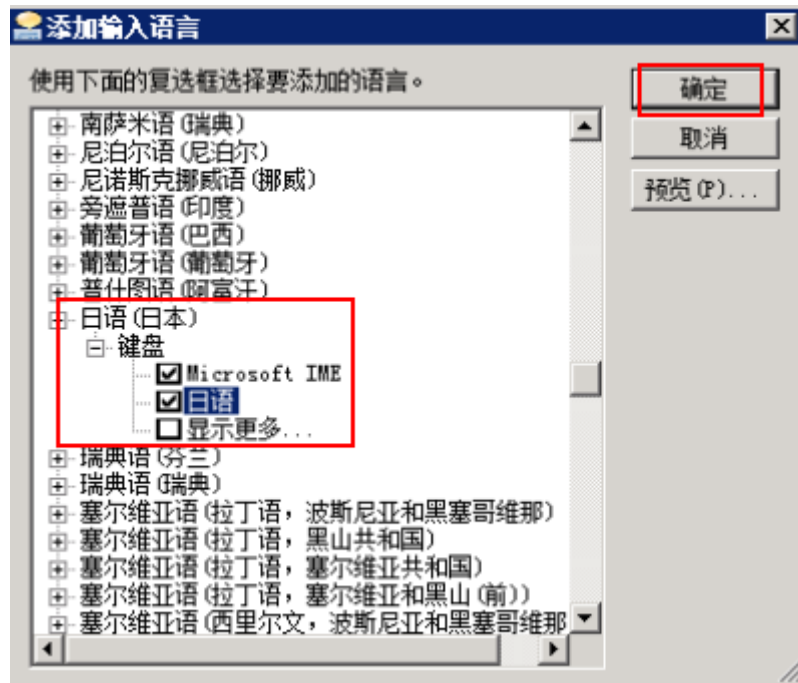 添加输入语言
使用下面的复选框选择要添加的语言。
确定
取消
预览(P)...
南萨米语(瑞典)
尼泊尔语(尼泊尔)
尼诺斯克挪威语(挪威)
旁遮普语(印度)
葡萄牙语(巴西)
葡萄牙语(葡萄牙)
普什图语(阿富汗)
日语(日本)
键盘
Microsoft IME
日语
显示更多...
瑞典语(芬兰)
瑞典语(瑞典)
塞尔维亚语(拉丁语，波斯尼亚和黑塞哥维那)
塞尔维亚语(拉丁语，黑山共和国)
塞尔维亚语(拉丁语，塞尔维亚共和国)
塞尔维亚语(拉丁语，塞尔维亚和黑山(前))
塞尔维亚语(西里尔文，波斯尼亚和黑塞哥维那